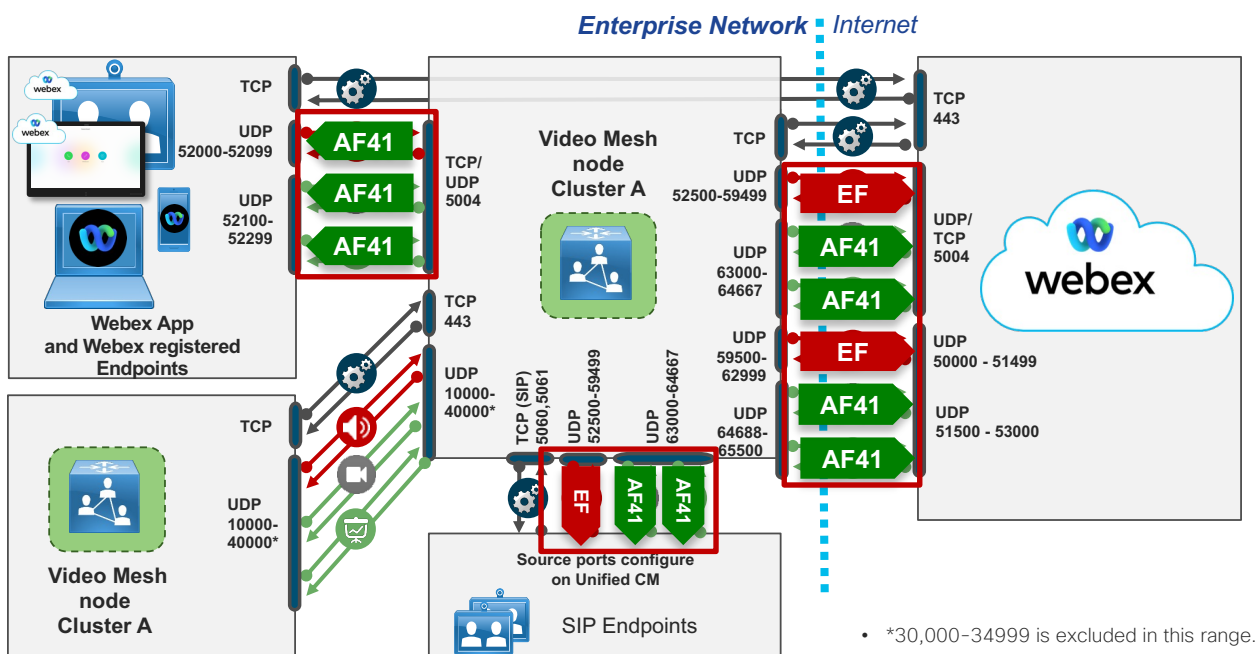 Enterprise Network
Internet
webex
webex
TCP
UDP
52000-52099
UDP
52100-
52299
Webex App
and Webex registered
Endpoints
AF41
AF41
AF41
TCP/
UDP
5004
Video Mesh
node
Cluster A
TCP
UDP
52500-59499
UDP
63000-
64667
UDP
59500-
62999
UDP
64688-
65500
EF
AF41
AF41
EF
AF41
AF41
TCP
443
UDP/
TCP
5004
UDP
50000 - 51499
UDP
51500 - 53000
webex
TCP
443
UDP
10000-
40000*
TCP (SIP)
5060,5061
UDP
52500-59499
UDP
63000-64667
EF
AF41
AF41
TCP
UDP
10000-
40000*
Video Mesh
node
Cluster A
Source ports configure
on Unified CM
SIP Endpoints
• *30,000-34999 is excluded in this range.